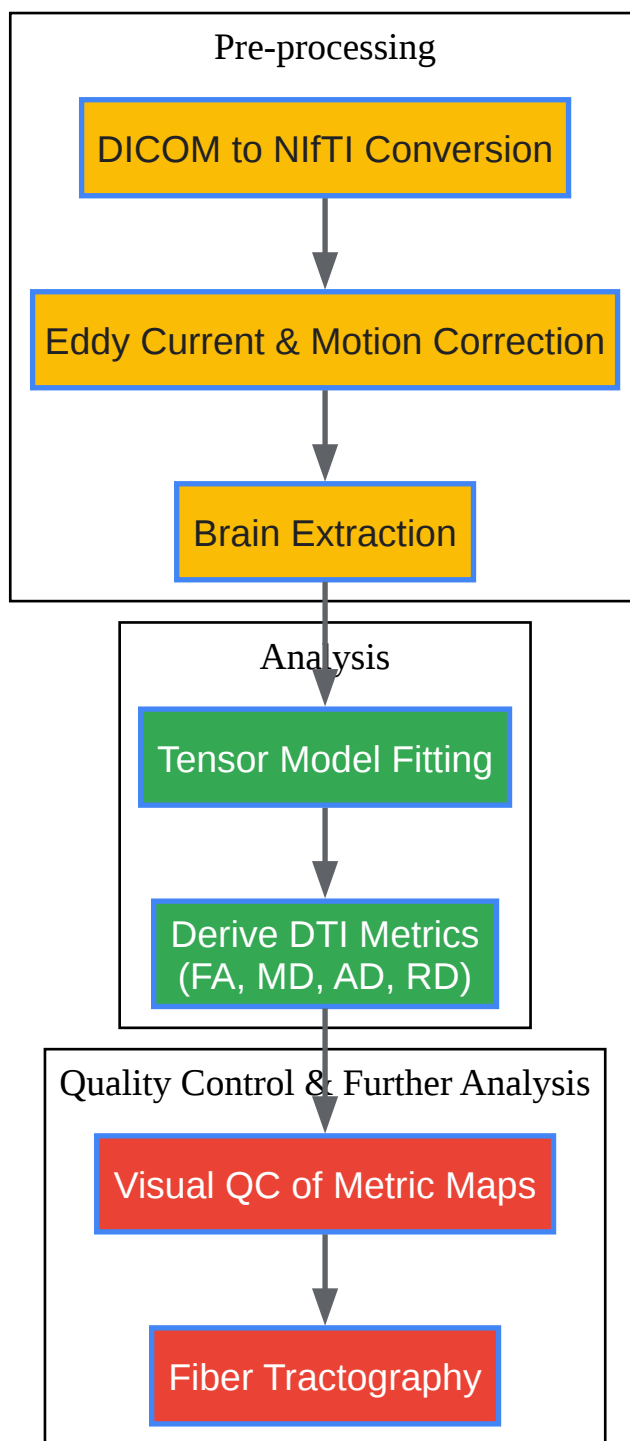 Pre-processing
DICOM to NIfTI Conversion
Eddy Current & Motion Correction
Brain Extraction
Analysis
Tensor Model Fitting
Derive DTI Metrics
(FA, MD, AD, RD)
Quality Control & Further Analysis
Visual QC of Metric Maps
Fiber Tractography